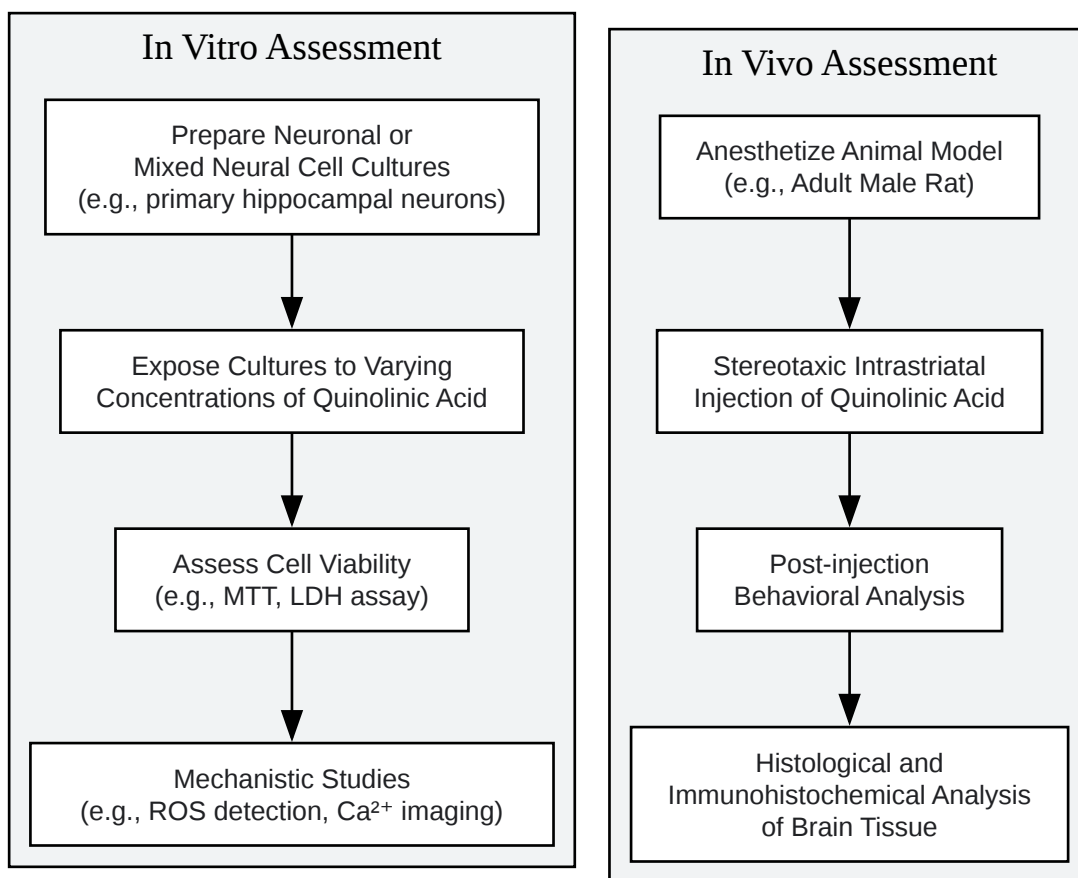 In Vitro Assessment
Prepare Neuronal or
Mixed Neural Cell Cultures
(e.g., primary hippocampal neurons)
Expose Cultures to Varying
Concentrations of Quinolinic Acid
Assess Cell Viability
(e.g., MTT, LDH assay)
Mechanistic Studies
(e.g., ROS detection, Ca²⁺ imaging)
In Vivo Assessment
Anesthetize Animal Model
(e.g., Adult Male Rat)
Stereotaxic Intrastriatal
Injection of Quinolinic Acid
Post-injection
Behavioral Analysis
Histological and
Immunohistochemical Analysis
of Brain Tissue